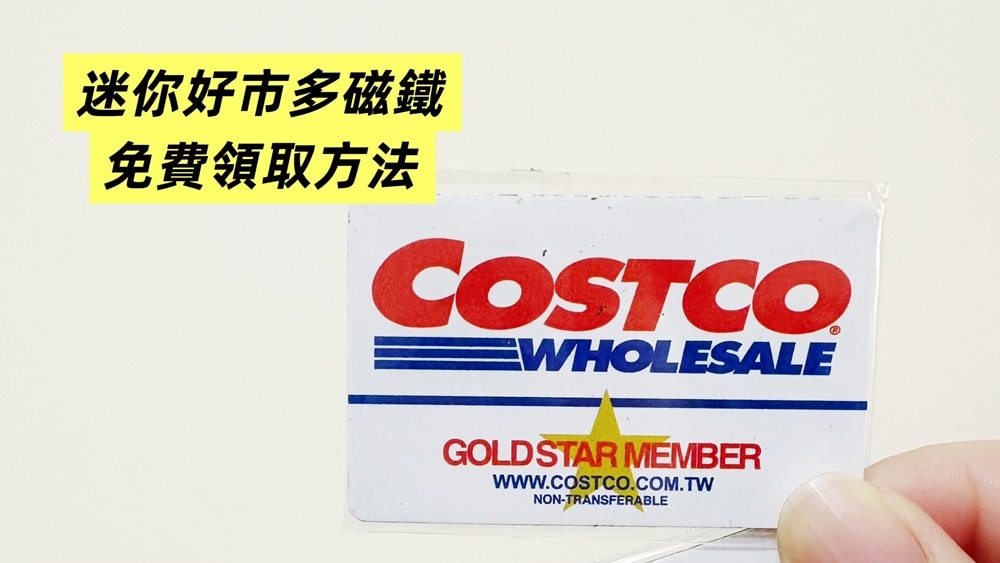 迷你好市多磁鐵
免費領取方法
COSTCO®
WHOLESALE
GOLD STAR MEMBER
WWW.COSTCO.COM.TW
NON-TRANSFERABLE